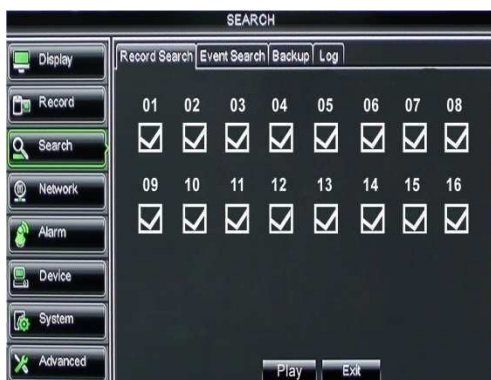 SEARCH
Display
Record
Search
Network
Alarm
Device
System
Advanced
Record Search Event Search Backup Log
01 02 03 04 05 06 07 08
09 10 11 12 13 14 15 16
Play Exit